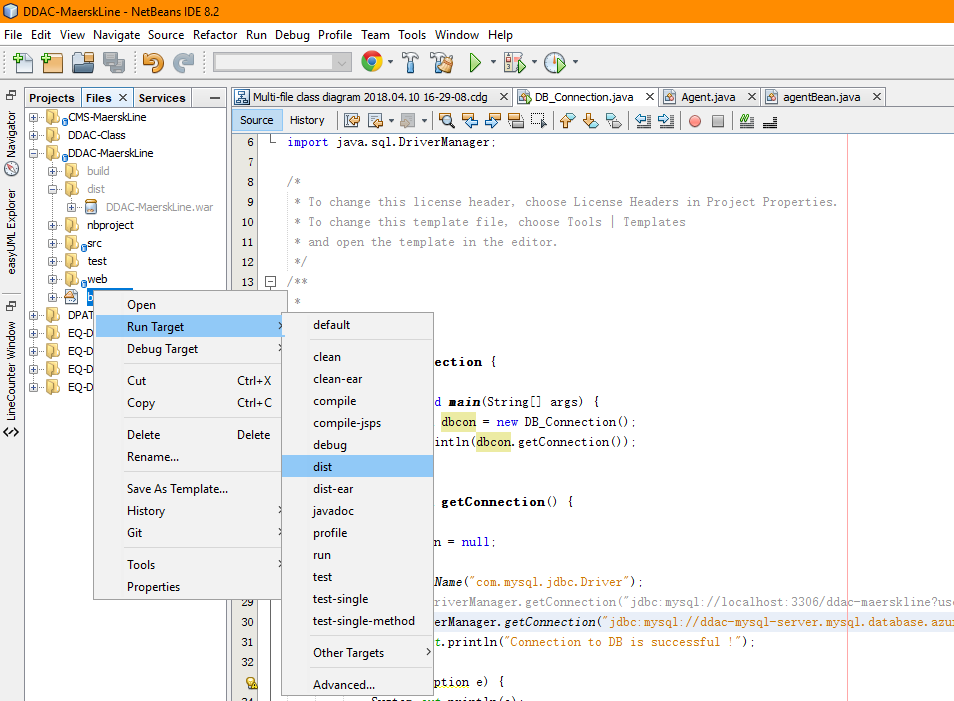 DDAC-MaerskLine - NetBeans IDE 8.2
File Edit View Navigate Source Refactor Run Debug Profile Team Tools Window Help
Projects Files Services
Navigator
easyUML Explorer
LineCounter Window
CMS-MaerskLine
DDAC-Class
DDAC-MaerskLine
build
dist
DDAC-MaerskLine.war
nbproject
src
test
web
b
DPAT
EQ-D
EQ-D
EQ-D
EQ-D
Open
Run Target
Debug Target
Cut Ctrl+X
Copy Ctrl+C
Delete Delete
Rename...
Save As Template...
History
Git
Tools
Properties
default
clean
clean-ear
compile
compile-jsps
debug
dist
dist-ear
javadoc
profile
run
test
test-single
test-single-method
Other Targets
Advanced...
Multi-file class diagram 2018.04.10 16-29-08.cdg DB_Connection.java Agent.java agentBean.java
Source History
6 import java.sql.DriverManager;
7
8 /*
9 * To change this license header, choose License Headers in Project Properties.
10 * To change this template file, choose Tools | Templates
11 * and open the template in the editor.
12 */
13 /**
*
ection {
d main(String[] args) {
dbcon = new DB_Connection();
intln(dbcon.getConnection());
getConnection() {
n = null;
Name("com.mysql.jdbc.Driver");
29 riverManager.getConnection("jdbc:mysql://localhost:3306/ddac-maerskline?us
30 erManager.getConnection("jdbc:mysql://ddac-mysql-server.mysql.database.azu
31 t.println("Connection to DB is successful !");
32
ption e) {